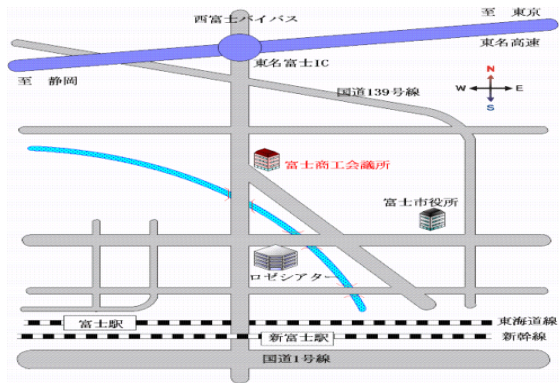 至 東京
西富士バイパス
東名高速
東名富士IC
至 静岡
国道139号線
N
W E
S
富士商工会議所
富士市役所
ロゼシアター
富士駅
東海道線
新富士駅
新幹線
国道1号線